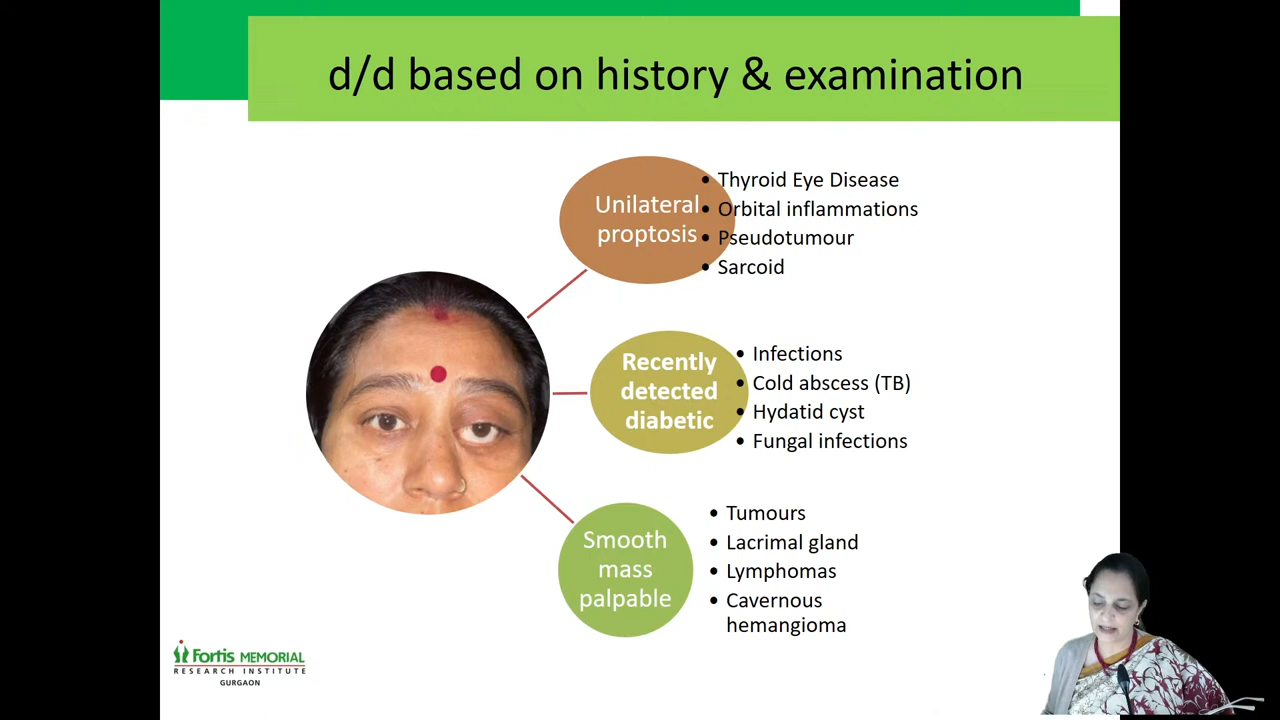 d/d based on history & examination
Unilateral
proptosis
• Thyroid Eye Disease
• Orbital inflammations
• Pseudotumour
• Sarcoid
Recently
detected
diabetic
• Infections
• Cold abscess (TB)
• Hydatid cyst
• Fungal infections
Smooth
mass
palpable
• Tumours
• Lacrimal gland
• Lymphomas
• Cavernous
hemangioma
Fortis MEMORIAL
RESEARCH INSTITUTE
GURGAON